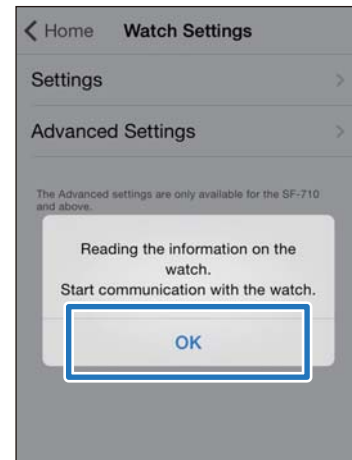 Home Watch Settings
Settings
Advanced Settings
The Advanced settings are only available for the SF-710
and above.
Reading the information on the
watch.
Start communication with the watch.
OK